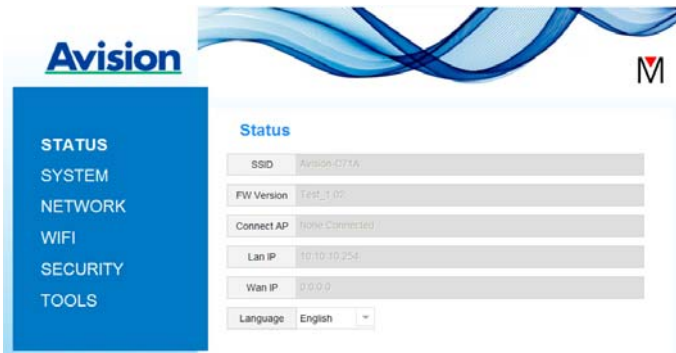 Avision
M
STATUS
SYSTEM
NETWORK
WIFI
SECURITY
TOOLS
Status
SSID Avision-C71A
FW Version Test_1.02
Connect AP None Connected
Lan IP 10.10.10.254
Wan IP 0.0.0.0
Language English